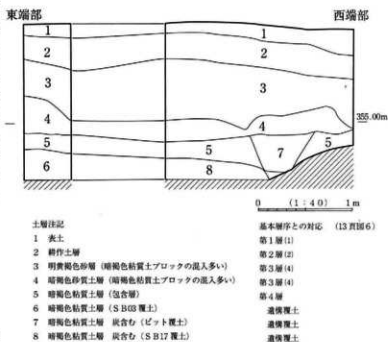 東端部
西端部
1
1
2
2
3
3
4
4
355.00m
5
5
5
7
6
8
0 (1:40) 1m
土層注記
1 表土
2 耕作土層
3 明黄褐色砂層(暗褐色粘質土ブロックの混入多い)
4 暗褐色砂質土層(暗褐色粘質土ブロックの混入多い)
5 暗褐色粘質土層(包含層)
6 暗褐色粘質土層(SB03覆土)
7 暗褐色粘質土層 炭含む(ピット覆土)
8 暗褐色粘質土層 炭含む(SB17覆土)
基本層序との対応 (13頁図6)
第1層(1)
第2層(2)
第3層(4)
第3層(4)
第4層
遺構覆土
遺構覆土
遺構覆土